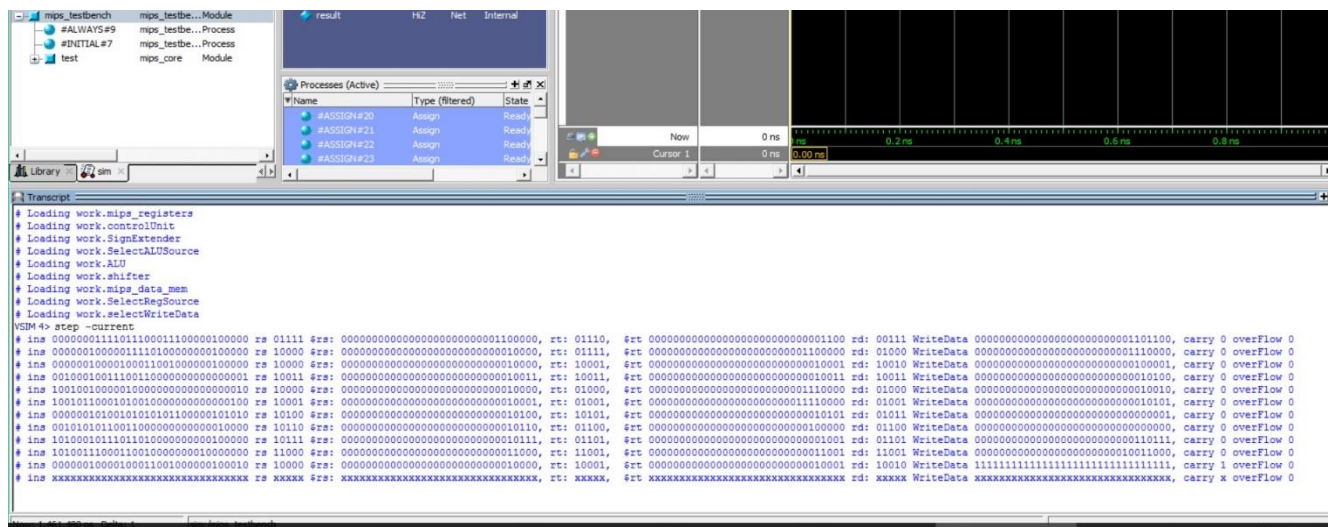 mips_testbench mips_testbe... Module
#ALWAYS#9 mips_testbe... Process
#INITIAL#7 mips_testbe... Process
test mips_core Module
Library
sim
result HiZ Net Internal
Processes (Active)
Name Type (filtered) State
#ASSIGN#20 Assign Ready
#ASSIGN#21 Assign Ready
#ASSIGN#22 Assign Ready
#ASSIGN#23 Assign Ready
Now 0 ns
Cursor 1 0 ns
ns 0.2 ns 0.4 ns 0.6 ns 0.8 ns
0.00 ns
Transcript
# Loading work.mips_registers
# Loading work.controlUnit
# Loading work.SignExtender
# Loading work.SelectALUSource
# Loading work.ALU
# Loading work.shifter
# Loading work.mips_data_mem
# Loading work.SelectRegSource
# Loading work.selectWriteData
VSIM 4> step -current
# ins 00000001111011100011100000100000 rs 01111 $rs: 00000000000000000000000001100000, rt: 01110, $rt 00000000000000000000000000001100 rd: 00111 WriteData 00000000000000000000000001101100, carry 0 overFlow 0
# ins 00000010000011110100000000100000 rs 10000 $rs: 00000000000000000000000000010000, rt: 01111, $rt 00000000000000000000000001100000 rd: 01000 WriteData 00000000000000000000000001110000, carry 0 overFlow 0
# ins 00000010000100011001000000100000 rs 10000 $rs: 00000000000000000000000000010000, rt: 10001, $rt 00000000000000000000000000010001 rd: 10010 WriteData 00000000000000000000000000100001, carry 0 overFlow 0
# ins 00100010011100110000000000000001 rs 10011 $rs: 00000000000000000000000000010011, rt: 10011, $rt 00000000000000000000000000010011 rd: 10011 WriteData 00000000000000000000000000010100, carry 0 overFlow 0
# ins 10010010000010000000000000000010 rs 10000 $rs: 00000000000000000000000000010000, rt: 01000, $rt 00000000000000000000000001110000 rd: 01000 WriteData 00000000000000000000000000010010, carry 0 overFlow 0
# ins 10010110001010010000000000000100 rs 10001 $rs: 00000000000000000000000000010001, rt: 01001, $rt 00000000000000000000000011110000 rd: 01001 WriteData 00000000000000000000000000010101, carry 0 overFlow 0
# ins 00000010100101010101100000101010 rs 10100 $rs: 00000000000000000000000000010100, rt: 10101, $rt 00000000000000000000000000010101 rd: 01011 WriteData 00000000000000000000000000000001, carry 0 overFlow 0
# ins 00101010110011000000000000010000 rs 10110 $rs: 00000000000000000000000000010110, rt: 01100, $rt 00000000000000000000000000100000 rd: 01100 WriteData 00000000000000000000000000000000, carry 0 overFlow 0
# ins 10100010111011010000000000100000 rs 10111 $rs: 00000000000000000000000000010111, rt: 01101, $rt 00000000000000000000000000001001 rd: 01101 WriteData 00000000000000000000000000110111, carry 0 overFlow 0
# ins 10100111000110010000000010000000 rs 11000 $rs: 00000000000000000000000000011000, rt: 11001, $rt 00000000000000000000000000011001 rd: 11001 WriteData 00000000000000000000000010011000, carry 0 overFlow 0
# ins 00000010000100011001000000100010 rs 10000 $rs: 00000000000000000000000000010000, rt: 10001, $rt 00000000000000000000000000010001 rd: 10010 WriteData 11111111111111111111111111111111, carry 1 overFlow 0
# ins xxxxxxxxxxxxxxxxxxxxxxxxxxxxxxxx rs xxxxx $rs: xxxxxxxxxxxxxxxxxxxxxxxxxxxxxxxx, rt: xxxxx, $rt xxxxxxxxxxxxxxxxxxxxxxxxxxxxxxxx rd: xxxxx WriteData xxxxxxxxxxxxxxxxxxxxxxxxxxxxxxxx, carry x overFlow 0